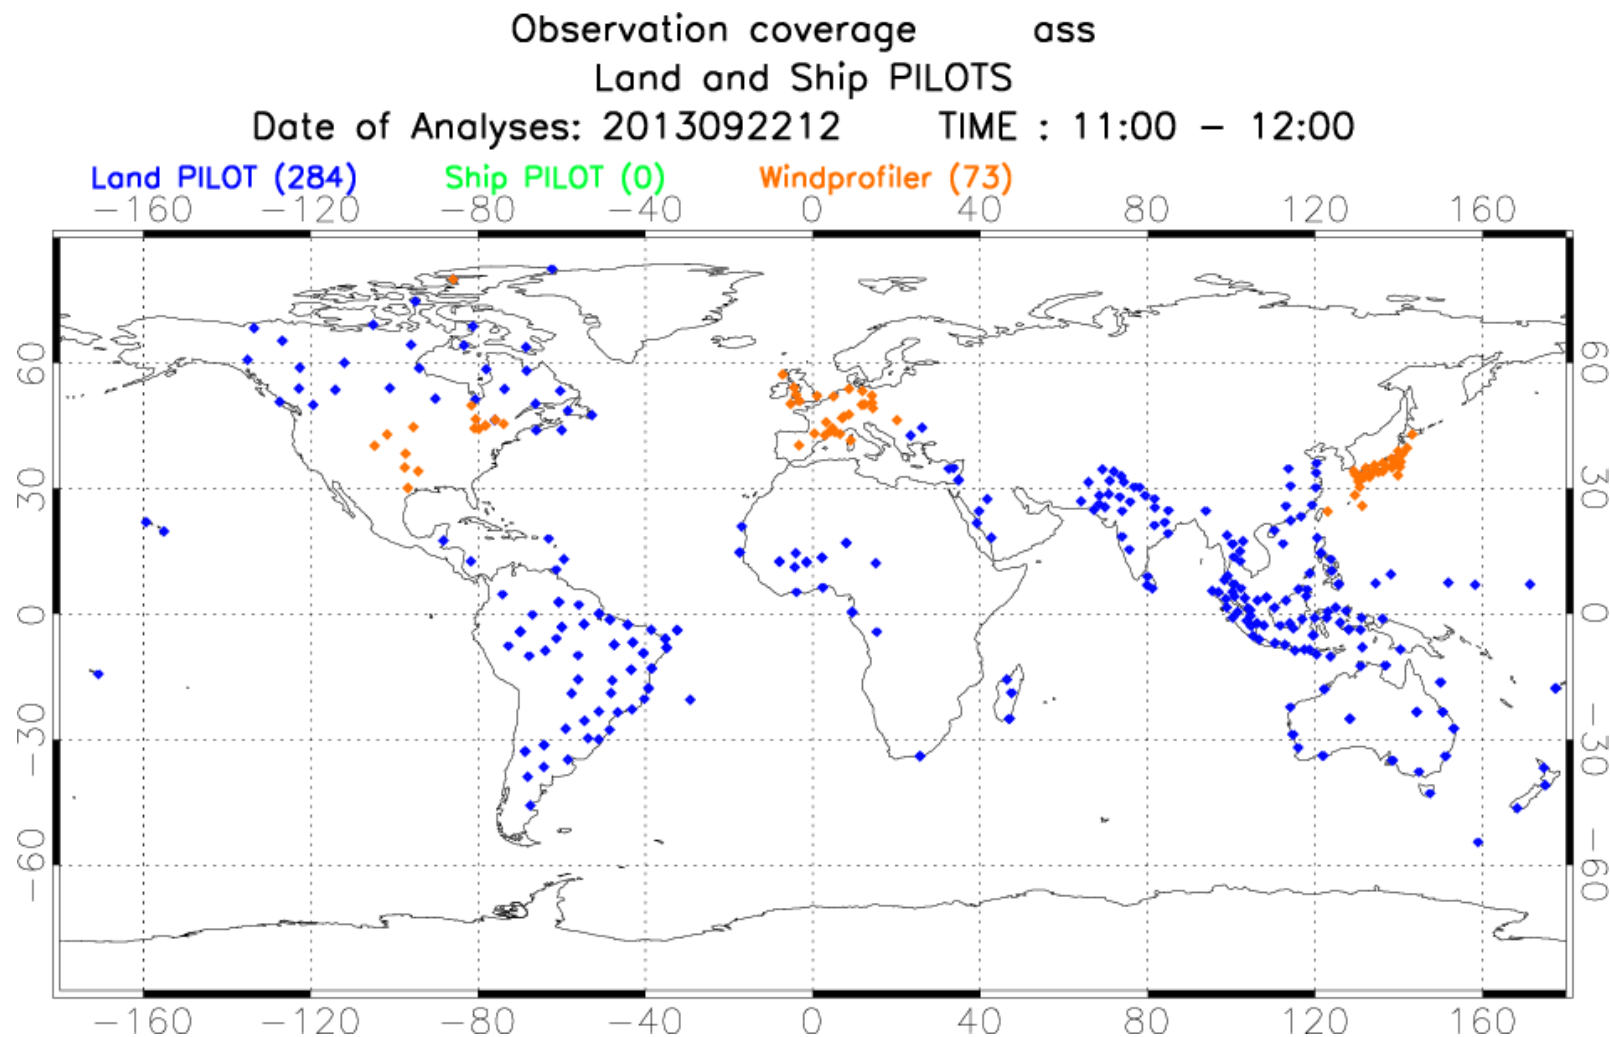 Observation coverage ass
Land and Ship PILOTS
Date of Analyses: 2013092212 TIME : 11:00 − 12:00
Land PILOT (284) Ship PILOT (0) Windprofiler (73)
−160 −120 −80 −40 0 40 80 120 160
60 60
30 30
0 0
−30 −30
−60 −60
−160 −120 −80 −40 0 40 80 120 160